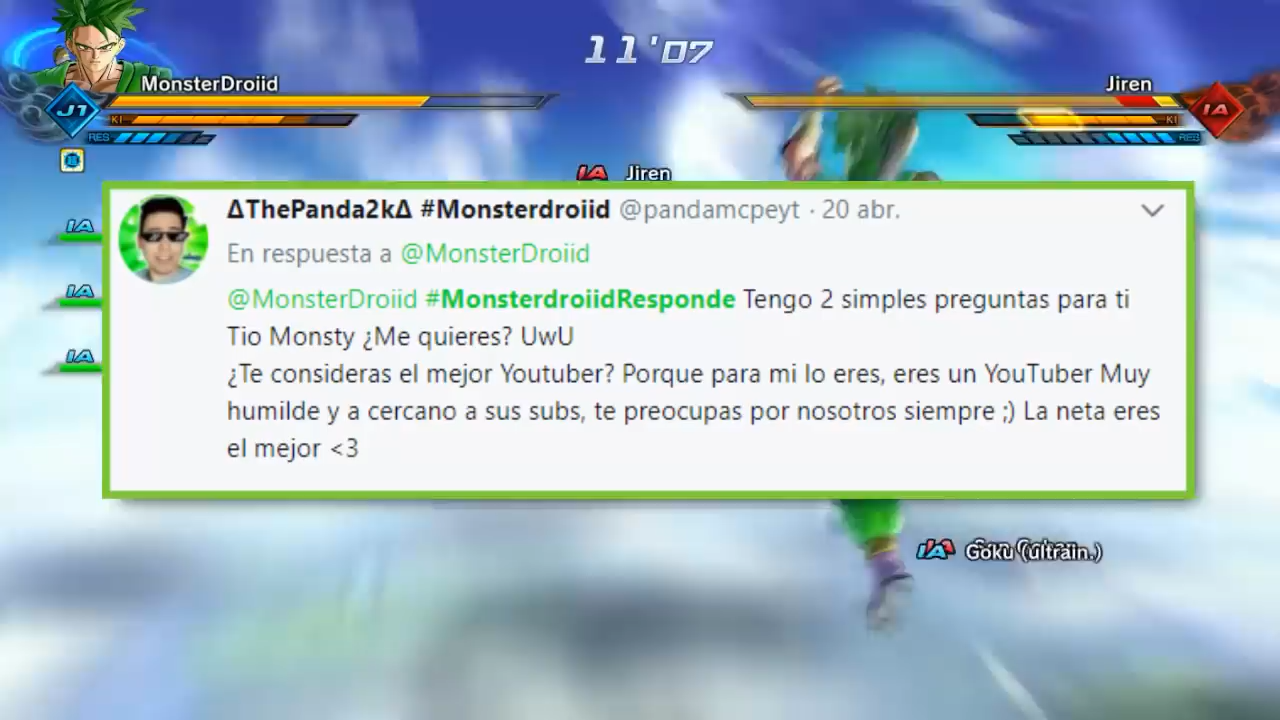 11'07
MonsterDroiid
Jiren
J1
IA
KI
KI
RES
RES
IA Jiren
IA
IA
IA
ΔThePanda2kΔ #Monsterdroiid @pandamcpeyt · 20 abr.
En respuesta a @MonsterDroiid
@MonsterDroiid #MonsterdroiidResponde Tengo 2 simples preguntas para ti
Tio Monsty ¿Me quieres? UwU
¿Te consideras el mejor Youtuber? Porque para mi lo eres, eres un YouTuber Muy
humilde y a cercano a sus subs, te preocupas por nosotros siempre ;) La neta eres
el mejor <3
IA Goku (ultrain.)